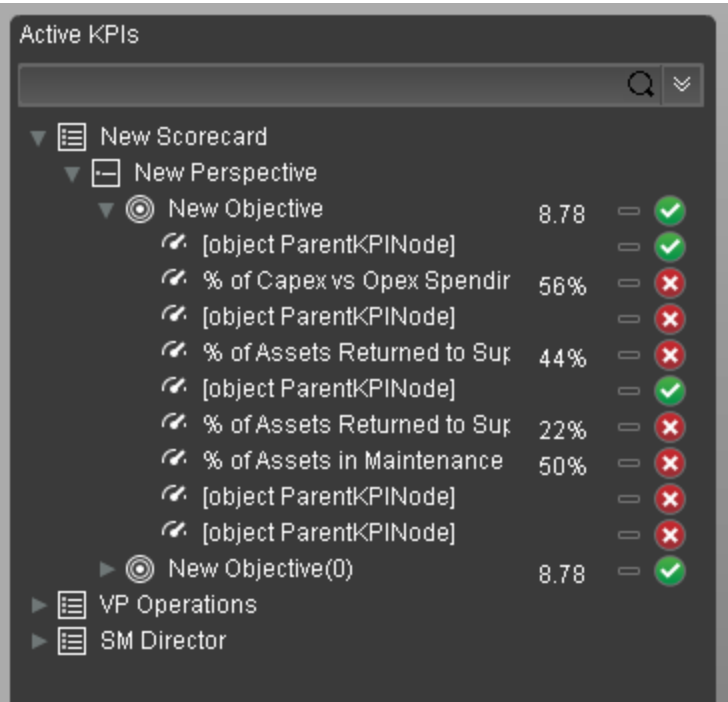 Active KPIs
New Scorecard
New Perspective
New Objective 8.78
[object ParentKPINode]
% of Capex vs Opex Spendin 56%
[object ParentKPINode]
% of Assets Returned to Sup 44%
[object ParentKPINode]
% of Assets Returned to Sup 22%
% of Assets in Maintenance 50%
[object ParentKPINode]
[object ParentKPINode]
New Objective(0) 8.78
VP Operations
SM Director